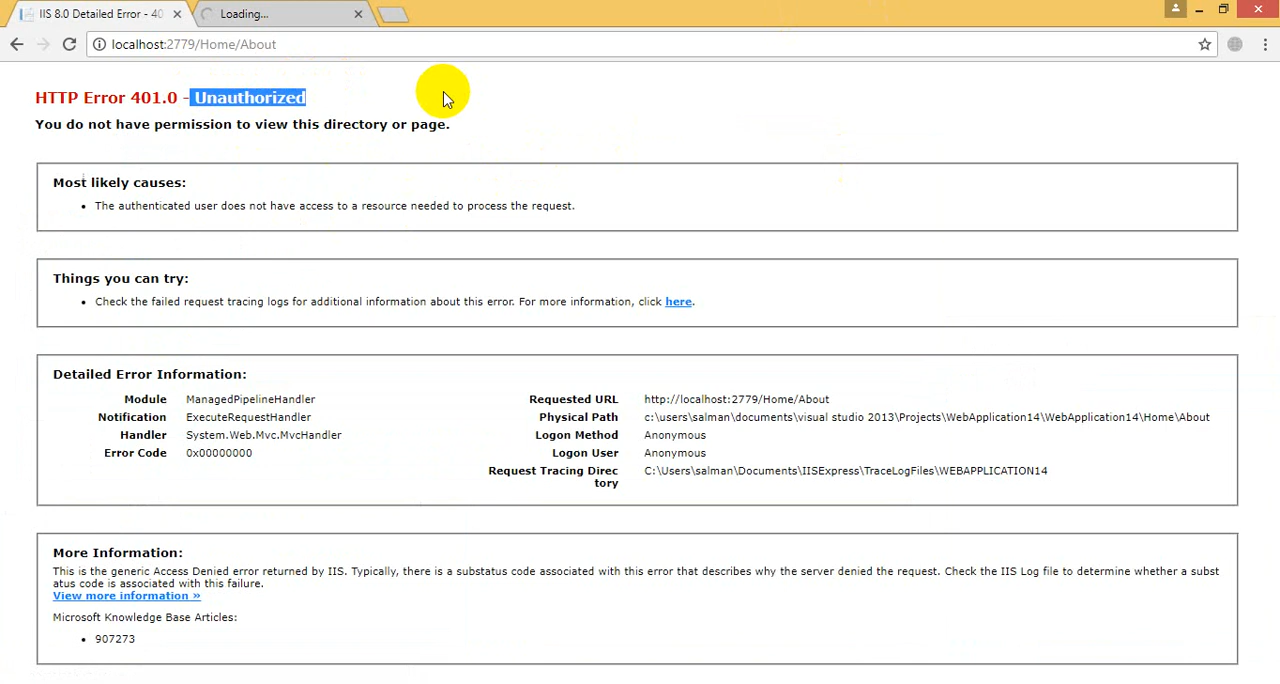 IIS 8.0 Detailed Error - 40
Loading...
localhost:2779/Home/About
HTTP Error 401.0 - Unauthorized
You do not have permission to view this directory or page.
Most likely causes:
• The authenticated user does not have access to a resource needed to process the request.
Things you can try:
• Check the failed request tracing logs for additional information about this error. For more information, click here.
Detailed Error Information:
Module ManagedPipelineHandler
Notification ExecuteRequestHandler
Handler System.Web.Mvc.MvcHandler
Error Code 0x00000000
Requested URL http://localhost:2779/Home/About
Physical Path c:\users\salman\documents\visual studio 2013\Projects\WebApplication14\WebApplication14\Home\About
Logon Method Anonymous
Logon User Anonymous
Request Tracing Direc C:\Users\salman\Documents\IISExpress\TraceLogFiles\WEBAPPLICATION14
tory
More Information:
This is the generic Access Denied error returned by IIS. Typically, there is a substatus code associated with this error that describes why the server denied the request. Check the IIS Log file to determine whether a subst
atus code is associated with this failure.
View more information »
Microsoft Knowledge Base Articles:
• 907273